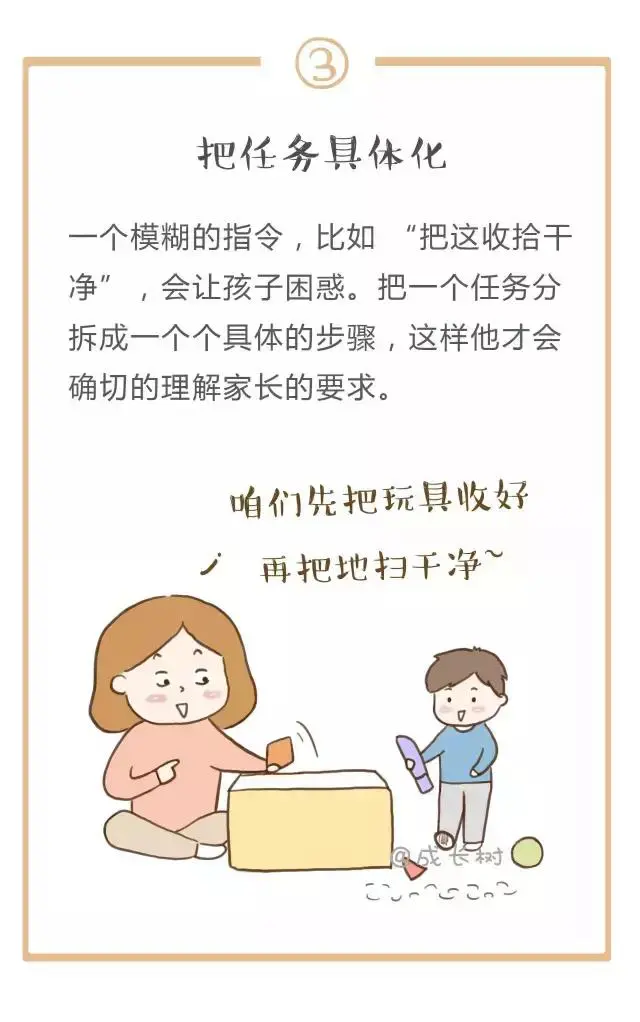 ③
把任务具体化
一个模糊的指令，比如 “把这收拾干
净”，会让孩子困惑。把一个任务分
拆成一个个具体的步骤，这样他才会
确切的理解家长的要求。
咱们先把玩具收好
再把地扫干净~
@成长树